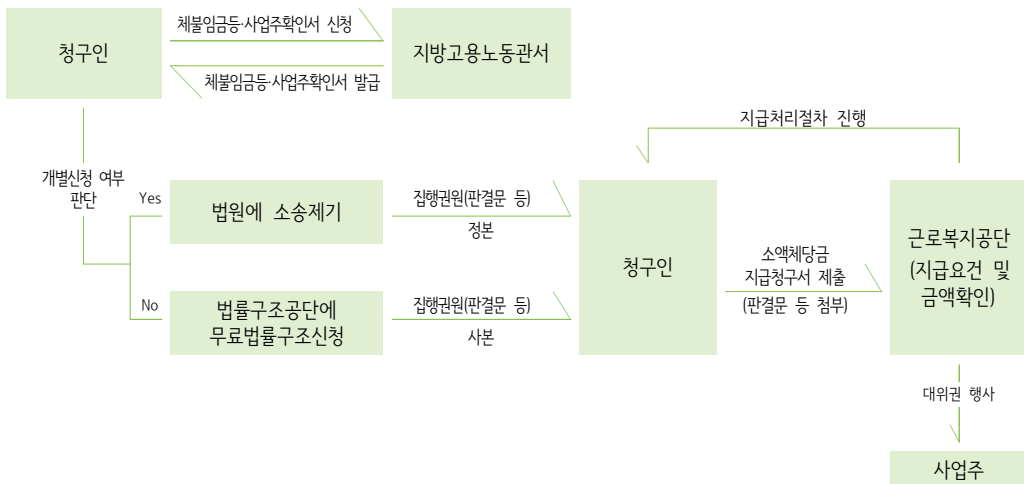 체불임금등·사업주확인서 신청
청구인
지방고용노동관서
체불임금등·사업주확인서 발급
지급처리절차 진행
개별신청 여부
판단
Yes
법원에 소송제기
집행권원(판결문 등)
정본
청구인
소액체당금
지급청구서 제출
(판결문 등 첨부)
근로복지공단
(지급요건 및
금액확인)
No
법률구조공단에
무료법률구조신청
집행권원(판결문 등)
사본
대위권 행사
사업주